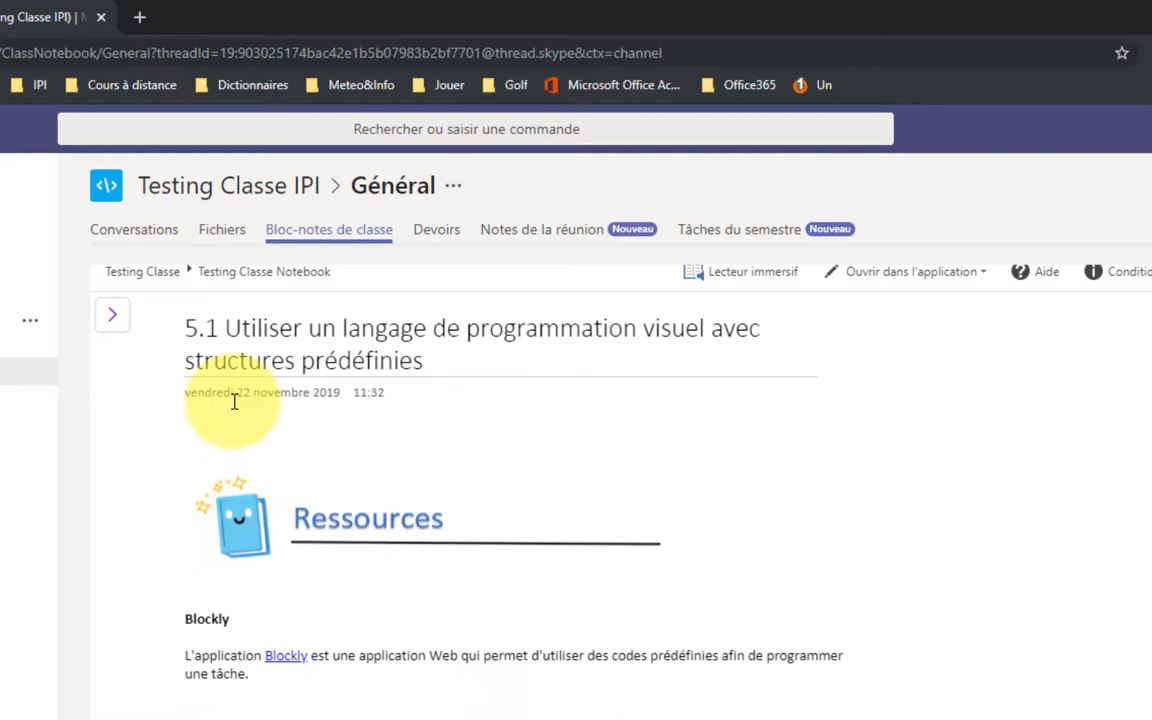 ng Classe IPI) |
/ClassNotebook/General?threadId=19:903025174bac42e1b5b07983b2bf7701@thread.skype&ctx=channel
IPI Cours à distance Dictionnaires Meteo&Info Jouer Golf Microsoft Office Ac... Office365 Un
Rechercher ou saisir une commande
Testing Classe IPI > Général ...
Conversations Fichiers Bloc-notes de classe Devoirs Notes de la réunion Nouveau Tâches du semestre Nouveau
Testing Classe Testing Classe Notebook Lecteur immersif Ouvrir dans l'application Aide Conditio
5.1 Utiliser un langage de programmation visuel avec
structures prédéfinies
vendredi 22 novembre 2019 11:32
Ressources
Blockly
L'application Blockly est une application Web qui permet d'utiliser des codes prédéfinies afin de programmer
une tâche.